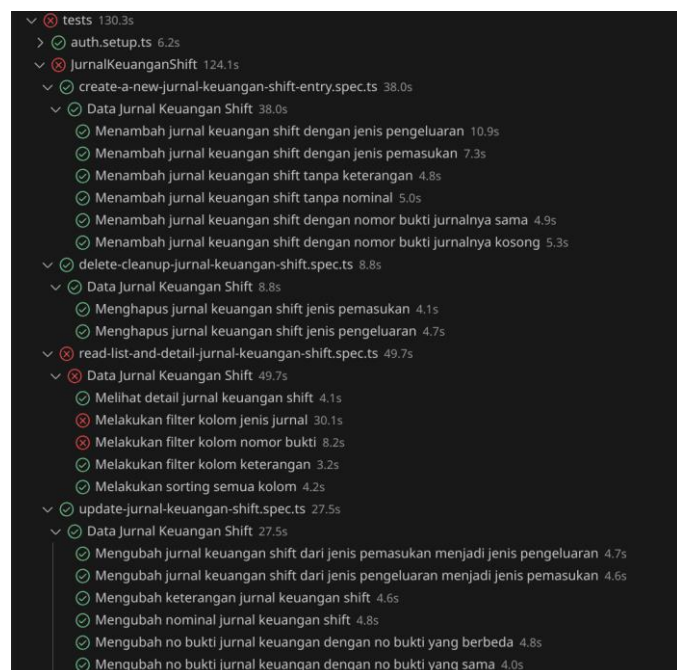 tests 130.3s
auth.setup.ts 6.2s
JurnalKeuanganShift 124.1s
create-a-new-jurnal-keuangan-shift-entry.spec.ts 38.0s
Data Jurnal Keuangan Shift 38.0s
Menambah jurnal keuangan shift dengan jenis pengeluaran 10.9s
Menambah jurnal keuangan shift dengan jenis pemasukan 7.3s
Menambah jurnal keuangan shift tanpa keterangan 4.8s
Menambah jurnal keuangan shift tanpa nominal 5.0s
Menambah jurnal keuangan shift dengan nomor bukti jurnalnya sama 4.9s
Menambah jurnal keuangan shift dengan nomor bukti jurnalnya kosong 5.3s
delete-cleanup-jurnal-keuangan-shift.spec.ts 8.8s
Data Jurnal Keuangan Shift 8.8s
Menghapus jurnal keuangan shift jenis pemasukan 4.1s
Menghapus jurnal keuangan shift jenis pengeluaran 4.7s
read-list-and-detail-jurnal-keuangan-shift.spec.ts 49.7s
Data Jurnal Keuangan Shift 49.7s
Melihat detail jurnal keuangan shift 4.1s
Melakukan filter kolom jenis jurnal 30.1s
Melakukan filter kolom nomor bukti 8.2s
Melakukan filter kolom keterangan 3.2s
Melakukan sorting semua kolom 4.2s
update-jurnal-keuangan-shift.spec.ts 27.5s
Data Jurnal Keuangan Shift 27.5s
Mengubah jurnal keuangan shift dari jenis pemasukan menjadi jenis pengeluaran 4.7s
Mengubah jurnal keuangan shift dari jenis pengeluaran menjadi jenis pemasukan 4.6s
Mengubah keterangan jurnal keuangan shift 4.6s
Mengubah nominal jurnal keuangan shift 4.8s
Mengubah no bukti jurnal keuangan dengan no bukti yang berbeda 4.8s
Mengubah no bukti jurnal keuangan dengan no bukti yang sama 4.0s